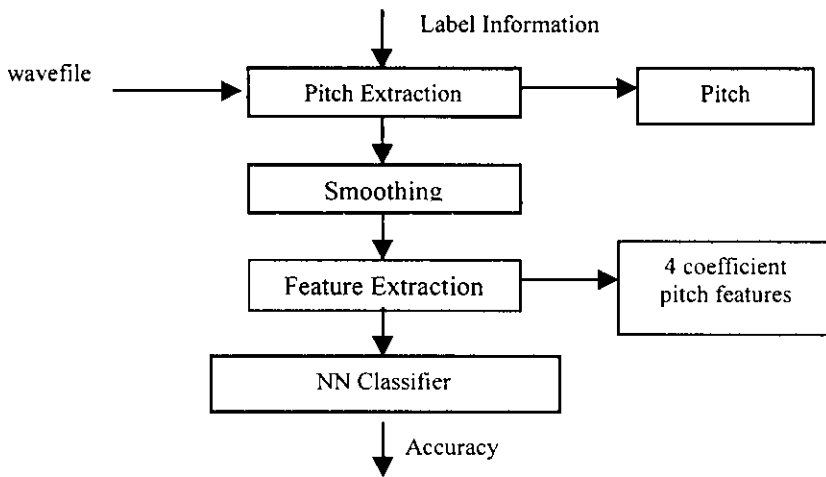 Label Information
wavefile
Pitch Extraction
Pitch
Smoothing
Feature Extraction
4 coefficient
pitch features
NN Classifier
Accuracy